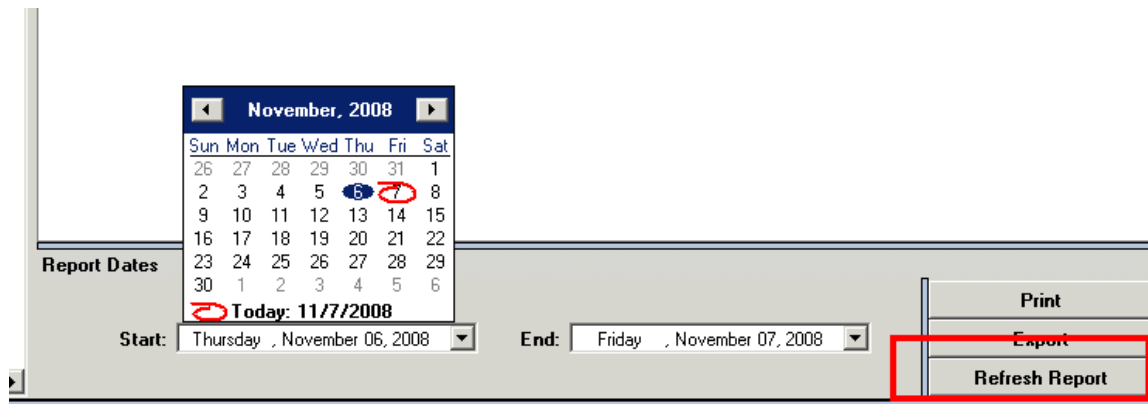 November, 2008
Sun Mon Tue Wed Thu Fri Sat
26 27 28 29 30 31 1
2 3 4 5 6 7 8
9 10 11 12 13 14 15
16 17 18 19 20 21 22
23 24 25 26 27 28 29
30 1 2 3 4 5 6
Today: 11/7/2008
Report Dates
Start: Thursday , November 06, 2008
End: Friday , November 07, 2008
Print
Export
Refresh Report